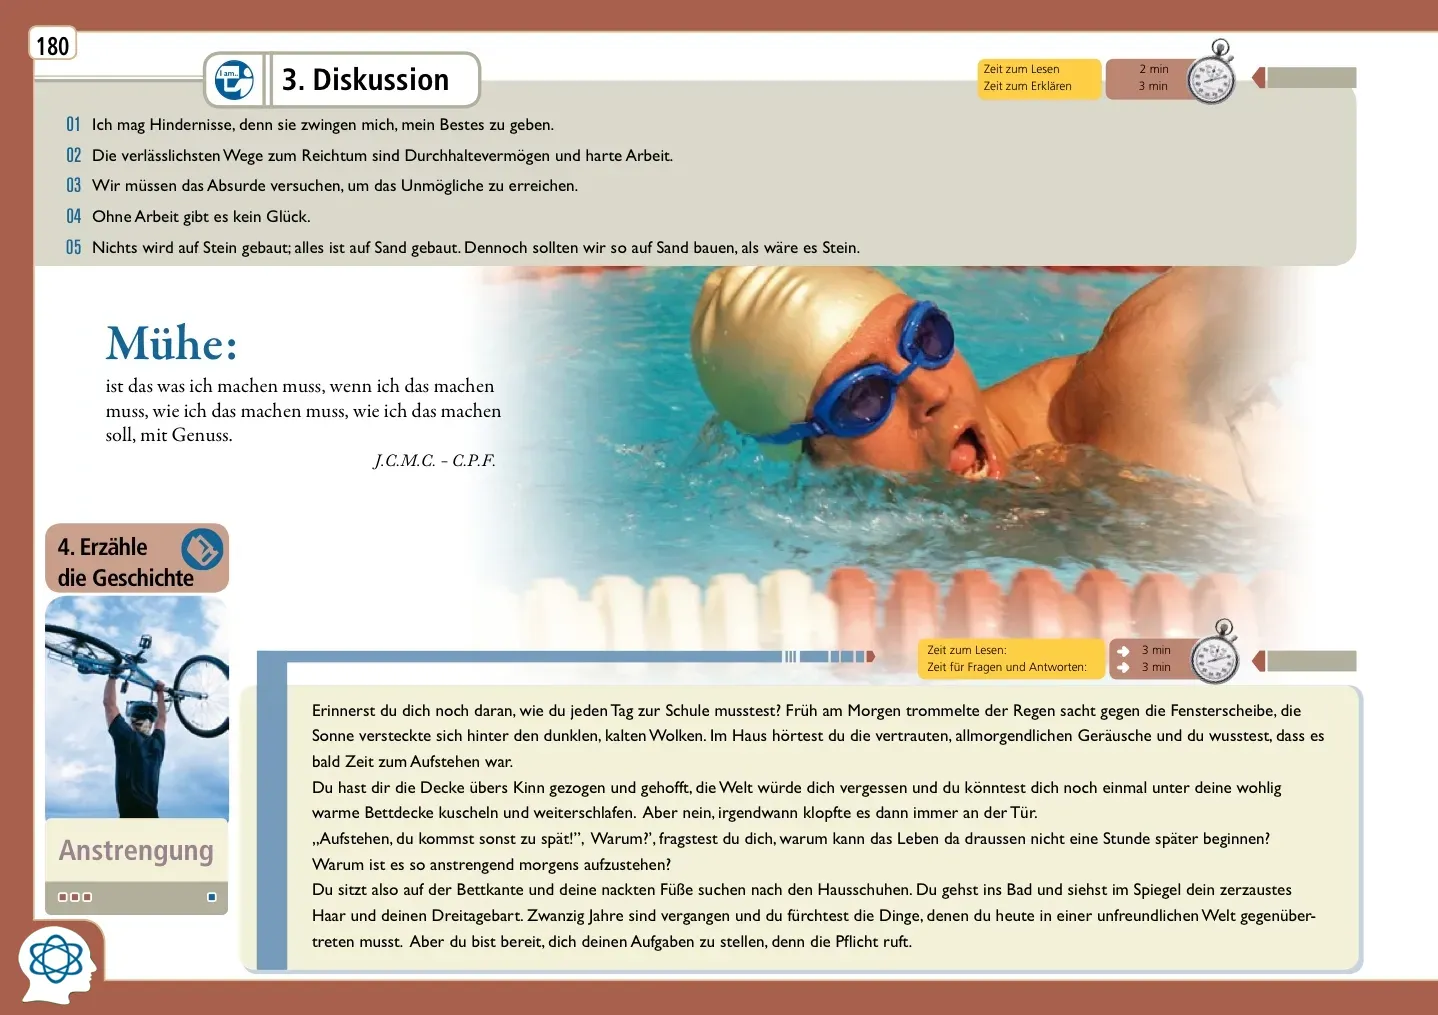 180
I am...
3. Diskussion
Zeit zum Lesen 2 min
Zeit zum Erklären 3 min
01 Ich mag Hindernisse, denn sie zwingen mich, mein Bestes zu geben.
02 Die verlässlichsten Wege zum Reichtum sind Durchhaltevermögen und harte Arbeit.
03 Wir müssen das Absurde versuchen, um das Unmögliche zu erreichen.
04 Ohne Arbeit gibt es kein Glück.
05 Nichts wird auf Stein gebaut; alles ist auf Sand gebaut. Dennoch sollten wir so auf Sand bauen, als wäre es Stein.
Mühe:
ist das was ich machen muss, wenn ich das machen
muss, wie ich das machen muss, wie ich das machen
soll, mit Genuss.
J.C.M.C. – C.P.F.
4. Erzähle
die Geschichte
Anstrengung
Zeit zum Lesen: 3 min
Zeit für Fragen und Antworten: 3 min
Erinnerst du dich noch daran, wie du jeden Tag zur Schule musstest? Früh am Morgen trommelte der Regen sacht gegen die Fensterscheibe, die
Sonne versteckte sich hinter den dunklen, kalten Wolken. Im Haus hörtest du die vertrauten, allmorgendlichen Geräusche und du wusstest, dass es
bald Zeit zum Aufstehen war.
Du hast dir die Decke übers Kinn gezogen und gehofft, die Welt würde dich vergessen und du könntest dich noch einmal unter deine wohlig
warme Bettdecke kuscheln und weiterschlafen. Aber nein, irgendwann klopfte es dann immer an der Tür.
„Aufstehen, du kommst sonst zu spät!”, Warum?’, fragstest du dich, warum kann das Leben da draussen nicht eine Stunde später beginnen?
Warum ist es so anstrengend morgens aufzustehen?
Du sitzt also auf der Bettkante und deine nackten Füße suchen nach den Hausschuhen. Du gehst ins Bad und siehst im Spiegel dein zerzaustes
Haar und deinen Dreitagebart. Zwanzig Jahre sind vergangen und du fürchtest die Dinge, denen du heute in einer unfreundlichen Welt gegenüber-
treten musst. Aber du bist bereit, dich deinen Aufgaben zu stellen, denn die Pflicht ruft.